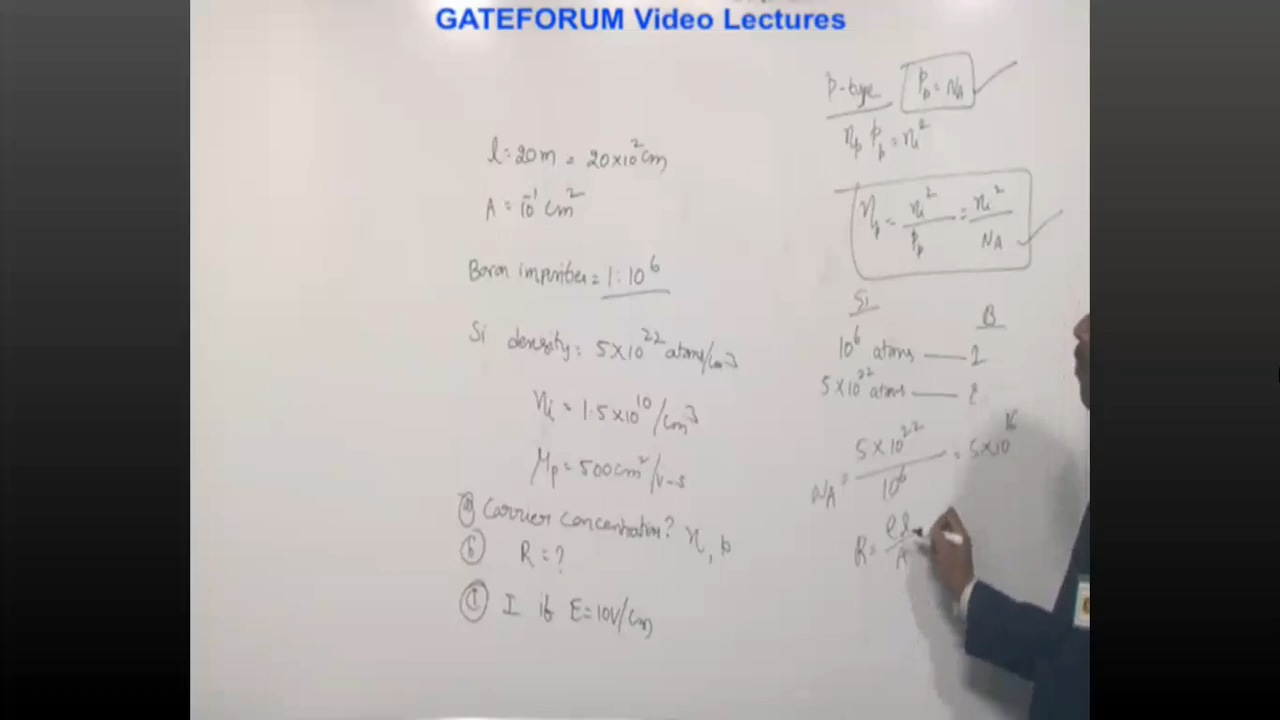 GATEFORUM Video Lectures
l = 20m = 20×10² cm
A = 10⁻¹ cm²
Boron impurities = 1 : 10⁶
Si density = 5×10²² atoms/cm³
nᵢ = 1.5×10¹⁰/cm³
μₚ = 500cm²/v-s
ⓐ Carrier concentration? n, p
ⓑ R = ?
ⓒ I if E = 10V/cm
P-type Pₚ = NA
nₚ Pₚ = nᵢ²
nₚ = nᵢ²/Pₚ = nᵢ²/NA
Si B
10⁶ atoms — 1
5×10²² atoms — ?
NA = 5×10²²/10⁶ = 5×10¹⁶
R = ρl/A